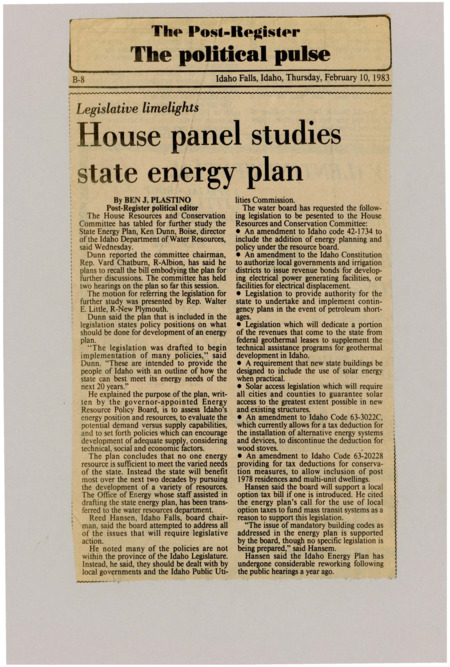 The Post-Register
The political pulse
B-8 Idaho Falls, Idaho, Thursday, February 10, 1983
Legislative limelights
House panel studies
state energy plan
By BEN J. PLASTINO
Post-Register political editor
The House Resources and Conservation
Committee has tabled for further study the
State Energy Plan, Ken Dunn, Boise, director
of the Idaho Department of Water Resources,
said Wednesday.
Dunn reported the committee chairman,
Rep. Vard Chatburn, R-Albion, has said he
plans to recall the bill embodying the plan for
further discussions. The committee has held
two hearings on the plan so far this session.
The motion for referring the legislation for
further study was presented by Rep. Walter
E. Little, R-New Plymouth.
Dunn said the plan that is included in the
legislation states policy positions on what
should be done for development of an energy
plan.
"The legislation was drafted to begin
implementation of many policies," said
Dunn. "These are intended to provide the
people of Idaho with an outline of how the
state can best meet its energy needs of the
next 20 years."
He explained the purpose of the plan, writ-
ten by the governor-appointed Energy
Resource Policy Board, is to assess Idaho's
energy position and resources, to evaluate the
potential demand versus supply capabilities,
and to set forth policies which can encourage
development of adequate supply, considering
technical, social and economic factors.
The plan concludes that no one energy
resource is sufficient to meet the varied needs
of the state. Instead the state will benefit
most over the next two decades by pursuing
the development of a variety of resources.
The Office of Energy whose staff assisted in
drafting the state energy plan, has been trans-
ferred to the water resources department.
Reed Hansen, Idaho Falls, board chair-
man, said the board attempted to address all
of the issues that will require legislative
action.
He noted many of the policies are not
within the province of the Idaho Legislature.
Instead, he said, they should be dealt with by
local governments and the Idaho Public Uti-
lities Commission.
The water board has requested the follow-
ing legislation to be pesented to the House
Resources and Conservation Committee:
● An amendment to Idaho code 42-1734 to
include the addition of energy planning and
policy under the resource board.
● An amendment to the Idaho Constitution
to authorize local governments and irrigation
districts to issue revenue bonds for develop-
ing electrical power generating facilities, or
facilities for electrical displacement.
● Legislation to provide authority for the
state to undertake and implement contin-
gency plans in the event of petroleum short-
ages.
● Legislation which will dedicate a portion
of the revenues that come to the state from
federal geothermal leases to supplement the
technical assistance programs for geothermal
development in Idaho.
● A requirement that new state buildings be
designed to include the use of solar energy
when practical.
● Solar access legislation which will require
all cities and counties to guarantee solar
access to the greatest extent possible in new
and existing structures.
● An amendment to Idaho Code 63-3022C,
which currently allows for a tax deduction for
the installation of alternative energy systems
and devices, to discontinue the deduction for
wood stoves.
● An amendment to Idaho Code 63-20228
providing for tax deductions for conserva-
tion measures, to allow inclusion of post
1978 residences and multi-unit dwellings.
Hansen said the board will support a local
option tax bill if one is introduced. He cited
the energy plan's call for the use of local
option taxes to fund mass transit systems as a
reason to support this legislation.
"The issue of mandatory building codes as
addressed in the energy plan is supported
by the board, though no specific legislation is
being prepared," said Hansem.
Hansen said the Idaho Energy Plan has
undergone considerable reworking following
the public hearings a year ago.